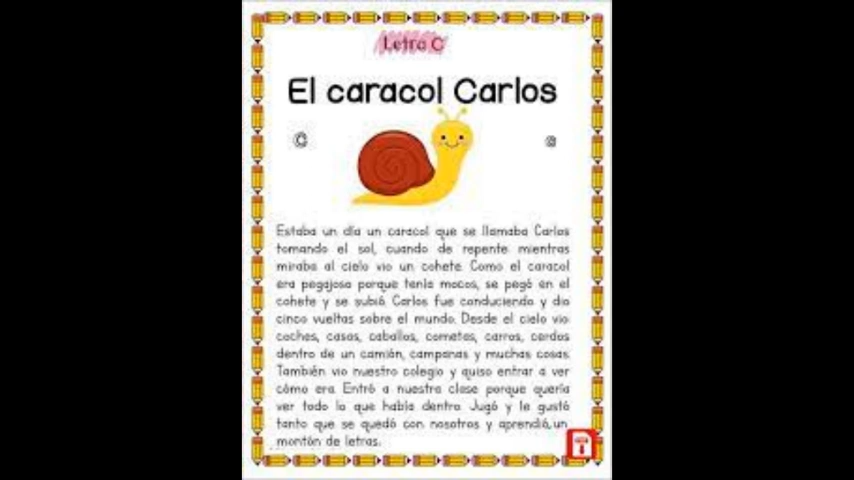 Letra C
El caracol Carlos
C c
Estaba un día un caracol que se llamaba Carlos
tomando el sol, cuando de repente mientras
miraba al cielo vio un cohete. Como el caracol
era pegajoso porque tenía mocos, se pegó en el
cohete y se subió. Carlos fue conduciendo y dio
cinco vueltas sobre el mundo. Desde el cielo vio
coches, casas, caballos, cometas, carros, cerdos
dentro de un camión, campanas y muchas cosas.
También vio nuestro colegio y quiso entrar a ver
cómo era. Entró a nuestra clase porque quería
ver todo lo que había dentro. Jugó y le gustó
tanto que se quedó con nosotros y aprendió,un
montón de letras.